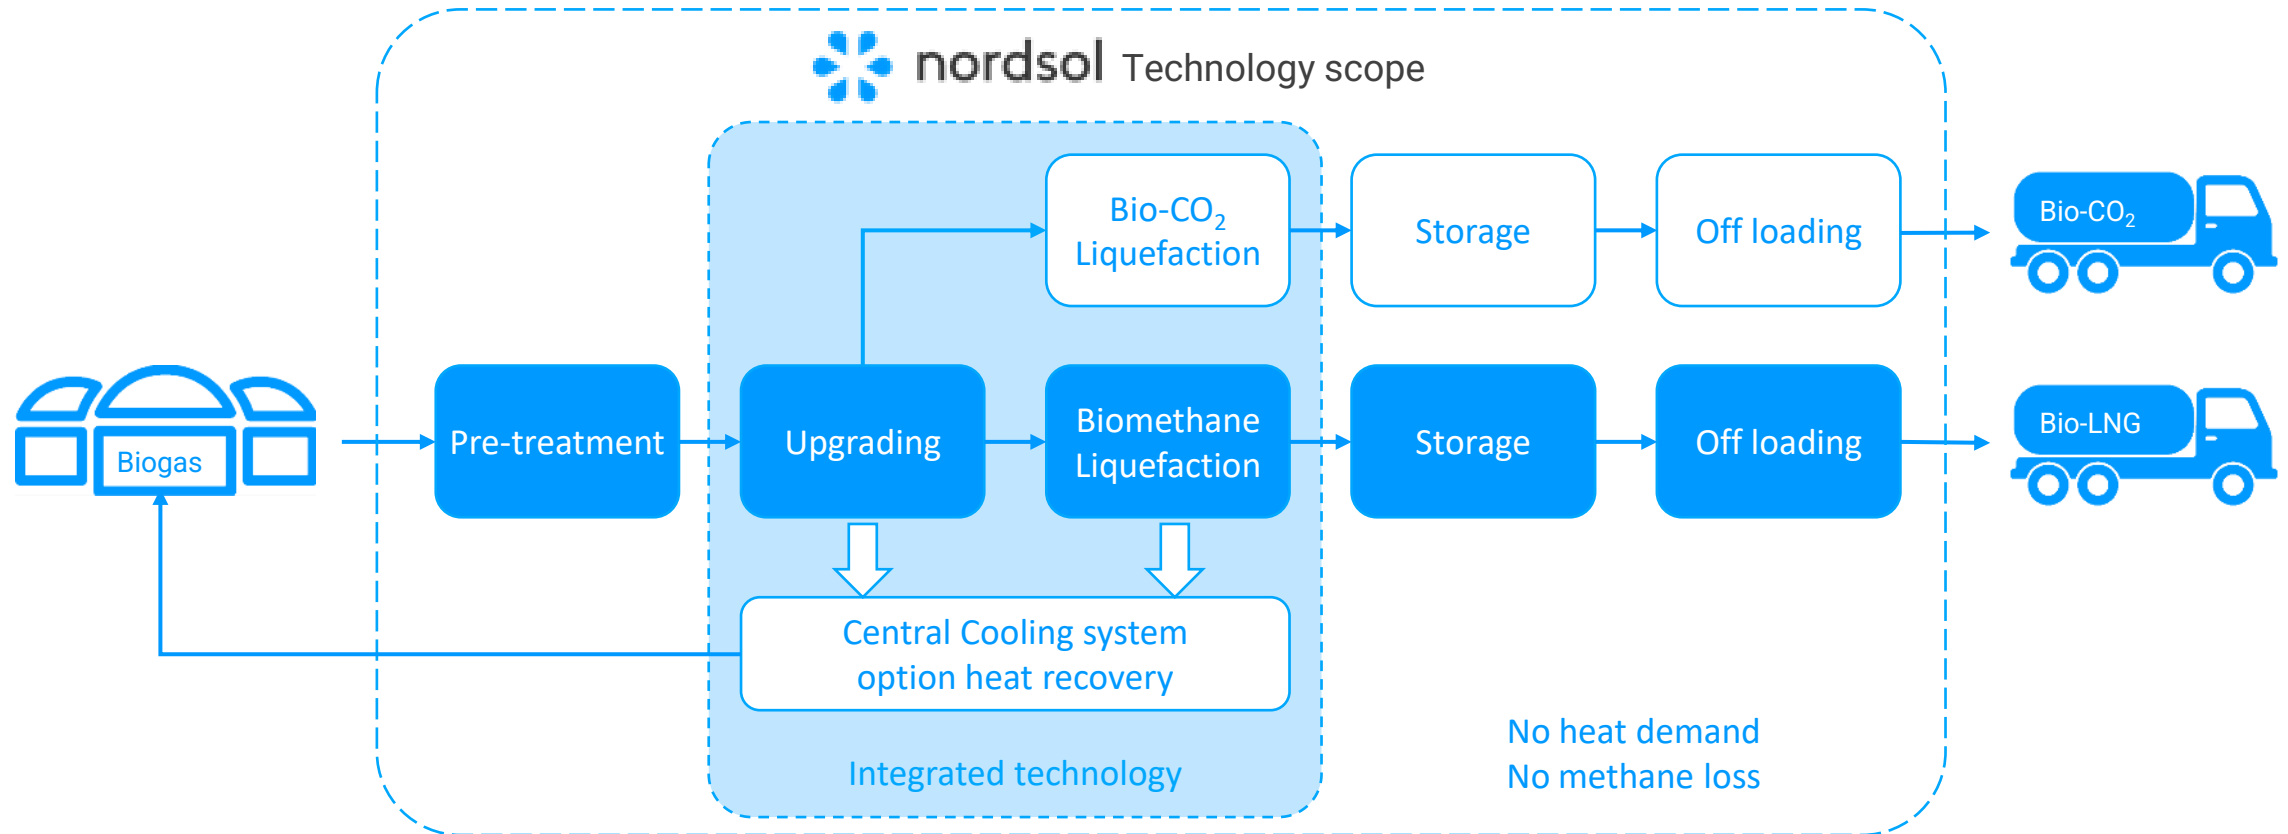 nordsol Technology scope
Bio-CO₂
Liquefaction
Storage
Off loading
Bio-CO₂
Biogas
Pre-treatment
Upgrading
Biomethane
Liquefaction
Storage
Off loading
Bio-LNG
Central Cooling system
option heat recovery
Integrated technology
No heat demand
No methane loss